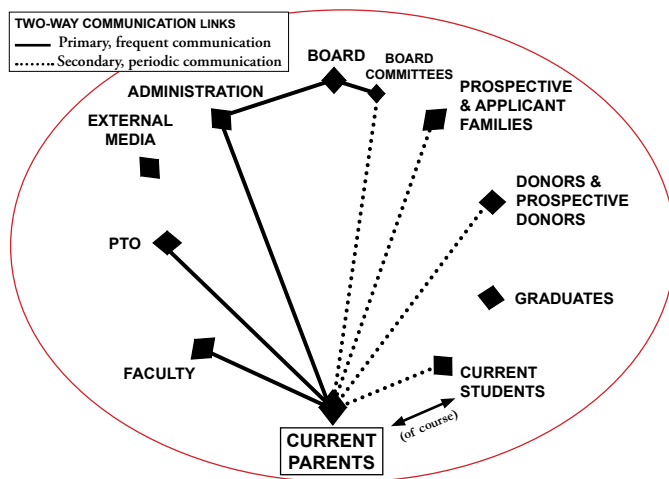 TWO-WAY COMMUNICATION LINKS
Primary, frequent communication
Secondary, periodic communication
BOARD
BOARD
COMMITTEES
ADMINISTRATION
PROSPECTIVE
& APPLICANT
FAMILIES
EXTERNAL
MEDIA
DONORS &
PROSPECTIVE
DONORS
PTO
GRADUATES
FACULTY
CURRENT
STUDENTS
(of course)
CURRENT
PARENTS